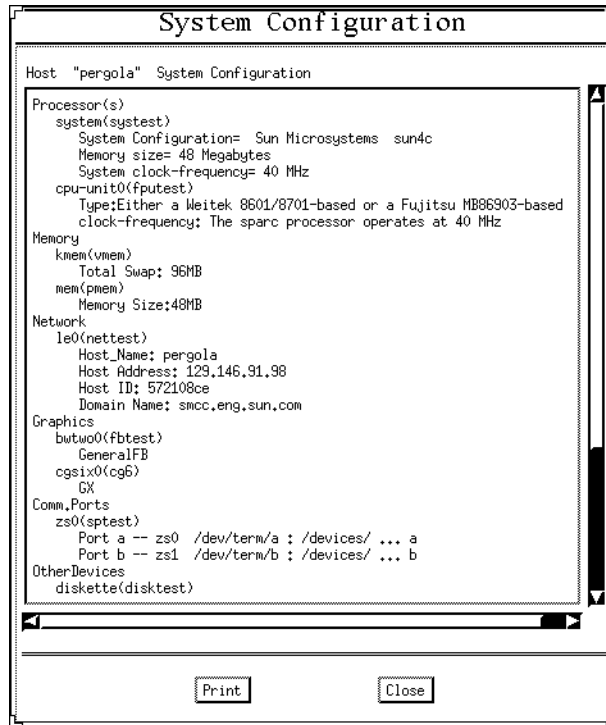 System Configuration
Host "pergola" System Configuration
Processor(s)
system(systest)
System Configuration= Sun Microsystems sun4c
Memory size= 48 Megabytes
System clock-frequency= 40 MHz
cpu-unit0(fputest)
Type:Either a Weitek 8601/8701-based or a Fujitsu MB86903-based
clock-frequency: The sparc processor operates at 40 MHz
Memory
kmem(vmem)
Total Swap: 96MB
mem(pmem)
Memory Size:48MB
Network
le0(nettest)
Host_Name: pergola
Host Address: 129.146.91.98
Host ID: 572108ce
Domain Name: smcc.eng.sun.com
Graphics
bwtwo0(fbtest)
GeneralFB
cgsix0(cg6)
GX
Comm.Ports
zs0(sptest)
Port a -- zs0 /dev/term/a : /devices/ ... a
Port b -- zs1 /dev/term/b : /devices/ ... b
OtherDevices
diskette(disktest)
Print Close